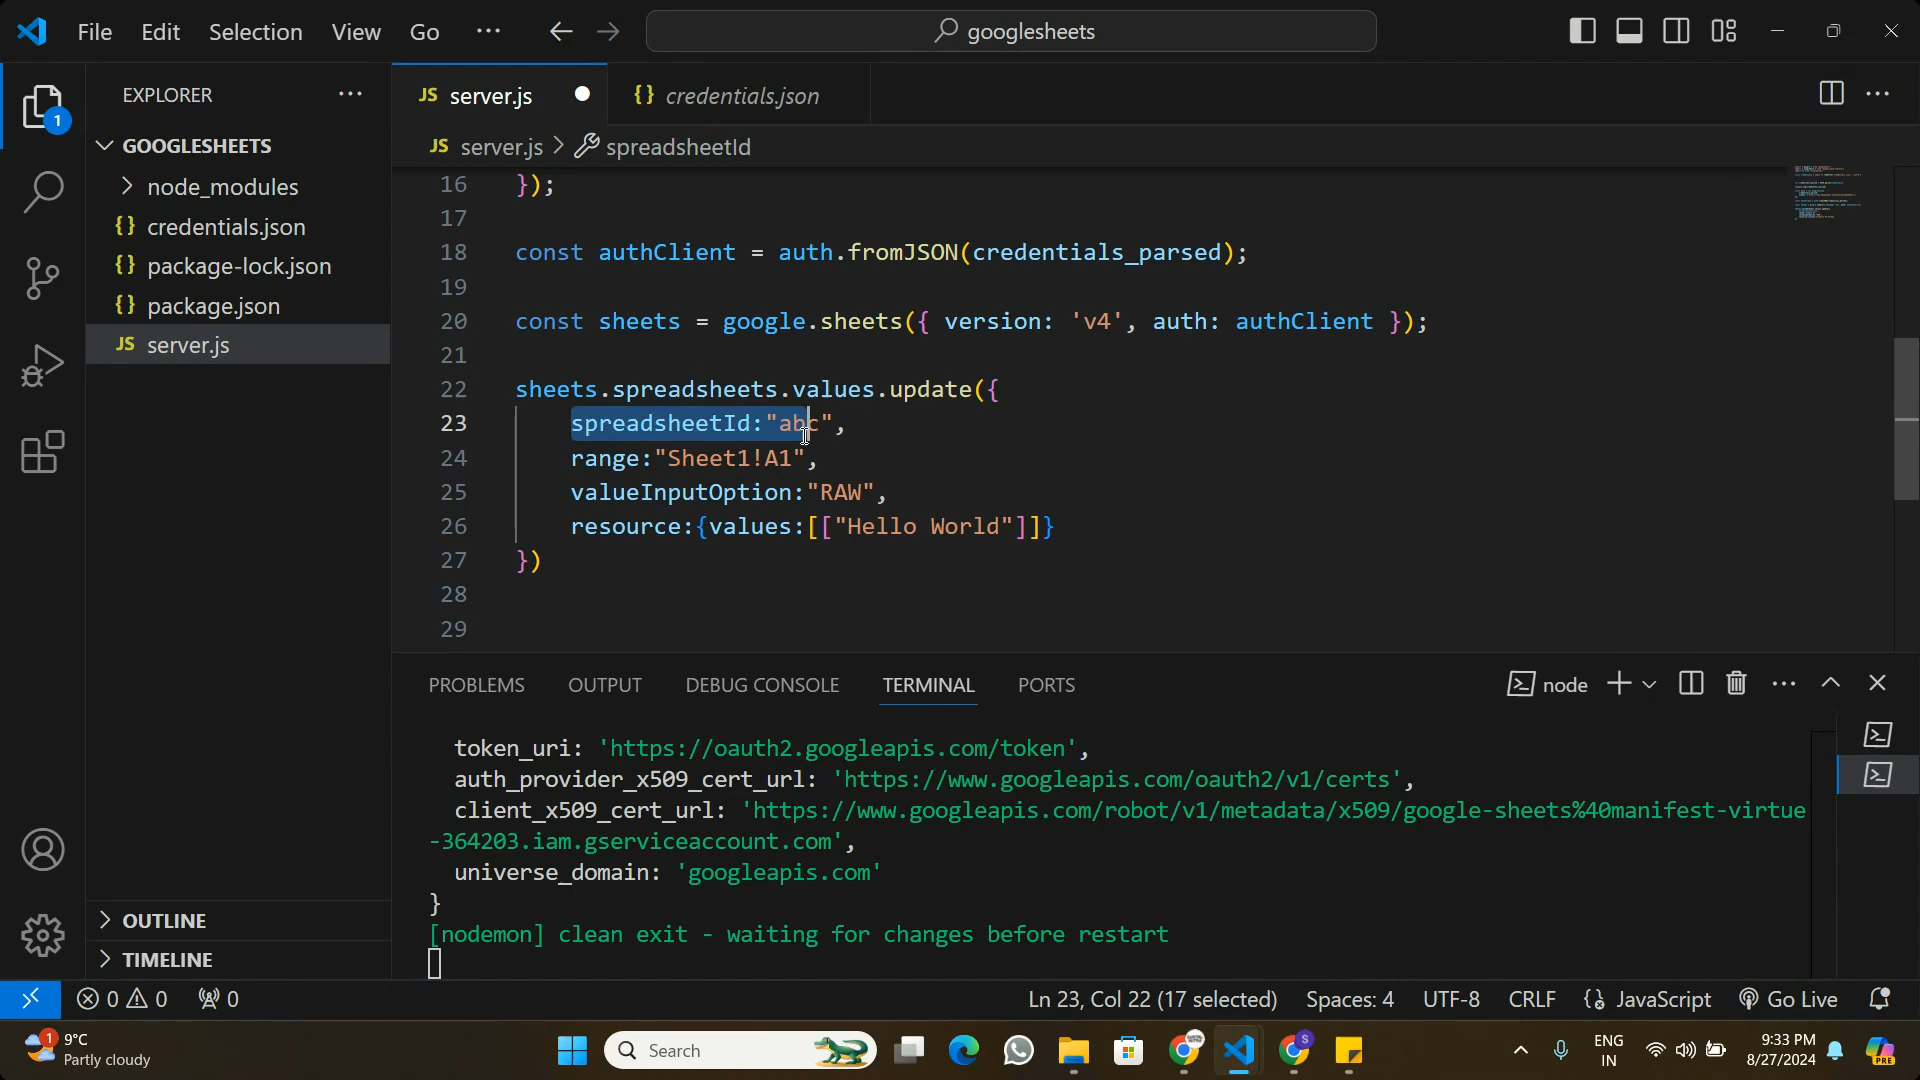 File Edit Selection View Go ···
googlesheets
EXPLORER
1
GOOGLESHEETS
node_modules
{} credentials.json
{} package-lock.json
{} package.json
JS server.js
OUTLINE
TIMELINE
JS server.js
{} credentials.json
JS server.js > spreadsheetId
16 });
17
18 const authClient = auth.fromJSON(credentials_parsed);
19
20 const sheets = google.sheets({ version: 'v4', auth: authClient });
21
22 sheets.spreadsheets.values.update({
23 spreadsheetId:"abc",
24 range:"Sheet1!A1",
25 valueInputOption:"RAW",
26 resource:{values:[["Hello World"]]}
27 })
28
29
PROBLEMS OUTPUT DEBUG CONSOLE TERMINAL PORTS
node
token_uri: 'https://oauth2.googleapis.com/token',
auth_provider_x509_cert_url: 'https://www.googleapis.com/oauth2/v1/certs',
client_x509_cert_url: 'https://www.googleapis.com/robot/v1/metadata/x509/google-sheets%40manifest-virtue
-364203.iam.gserviceaccount.com',
universe_domain: 'googleapis.com'
}
[nodemon] clean exit - waiting for changes before restart
0 0 0
Ln 23, Col 22 (17 selected) Spaces: 4 UTF-8 CRLF {} JavaScript Go Live
1
9°C
Partly cloudy
Search
S
ENG
IN
9:33 PM
8/27/2024
PRE